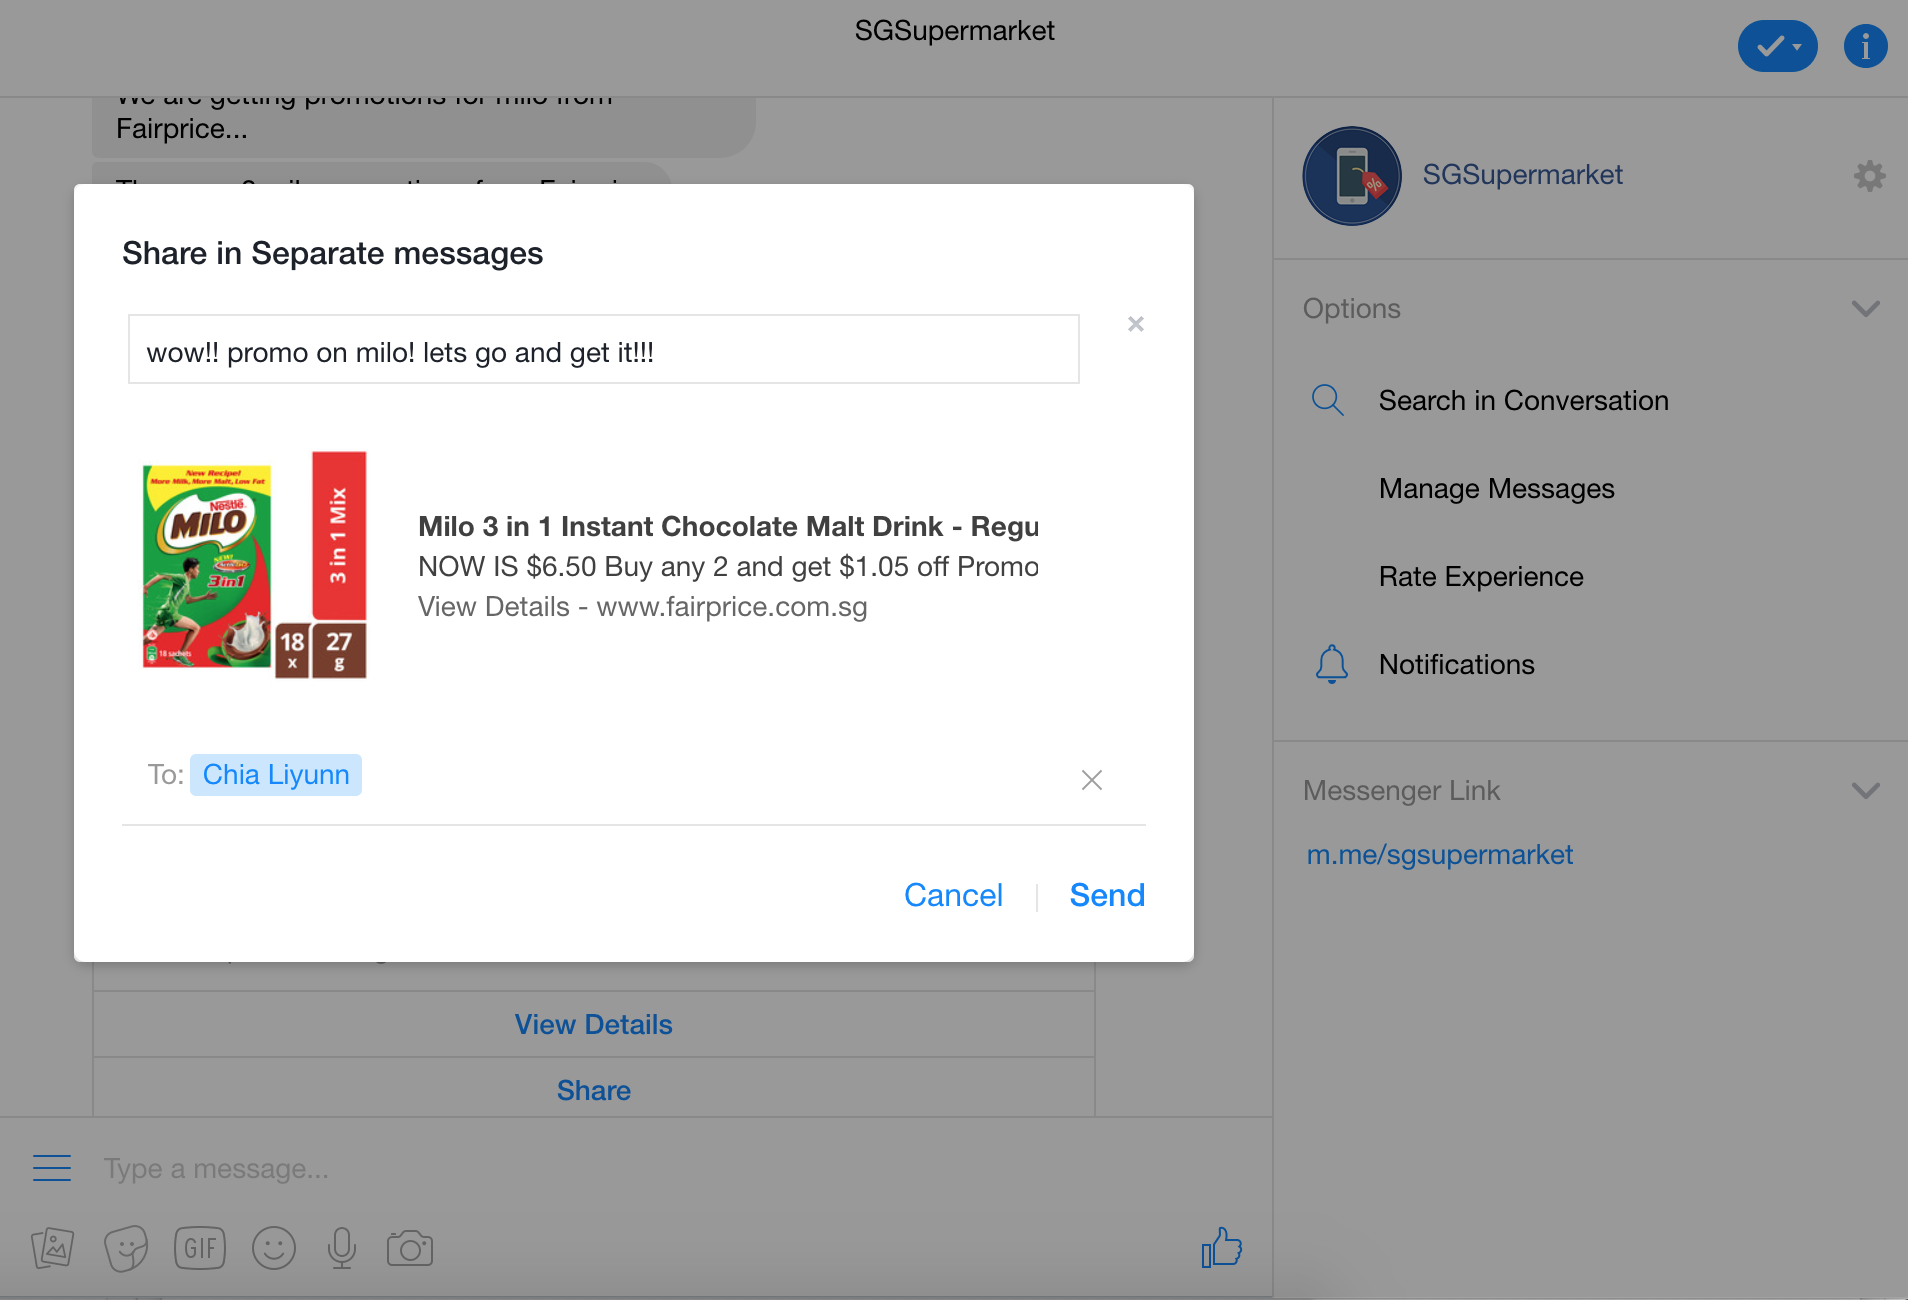 SGSupermarket
We are getting promotions for milo from
Fairprice...
Share in Separate messages
wow!! promo on milo! lets go and get it!!!
New Recipe!
More Milk, More Malt, Low Fat
Nestlé
MILO
NEW
3in1
18 sachets
3 in 1 Mix
18 x
27 g
Milo 3 in 1 Instant Chocolate Malt Drink - Regu
NOW IS $6.50 Buy any 2 and get $1.05 off Promo
View Details - www.fairprice.com.sg
To: Chia Liyunn
Cancel
Send
View Details
Share
Type a message...
GIF
SGSupermarket
%
Options
Search in Conversation
Manage Messages
Rate Experience
Notifications
Messenger Link
m.me/sgsupermarket